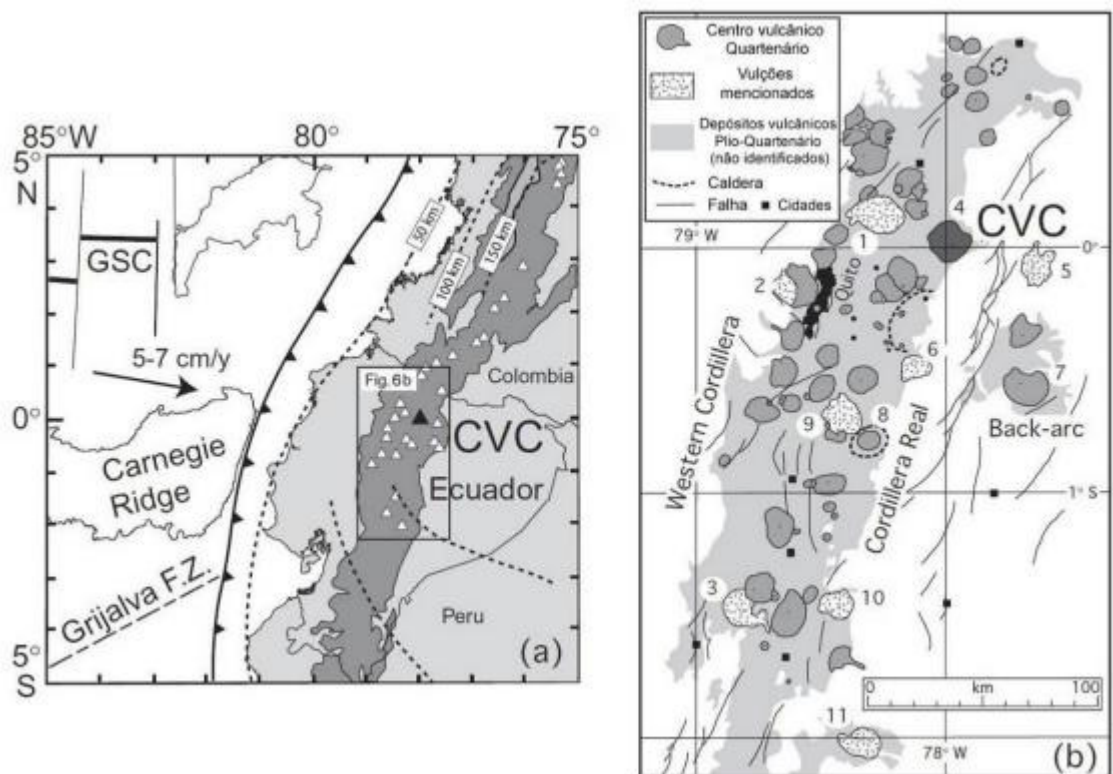 85°W
80°
75°
5°
N
50 km
100 km
150 km
GSC
5-7 cm/y
Fig. 6b
Colombia
0°
CVC
Carnegie
Ridge
Ecuador
Grijalva F.Z.
Peru
5°
S
(a)
Centro vulcânico
Quartenário
Vulções
mencionados
Depósitos vulcânicos
Plio-Quartenário
(não identificados)
Caldera
Falha
Cidades
4
CVC
79° W
1
0°
5
2
Quito
6
7
Western Cordillera
8
9
Back-arc
Cordillera Real
1° S
3
10
0
km
100
11
78° W
(b)